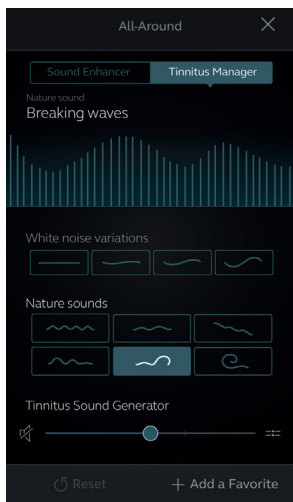 All-Around
Sound Enhancer
Tinnitus Manager
Nature sound
Breaking waves
White noise variations
Nature sounds
Tinnitus Sound Generator
Reset
+ Add a Favorite